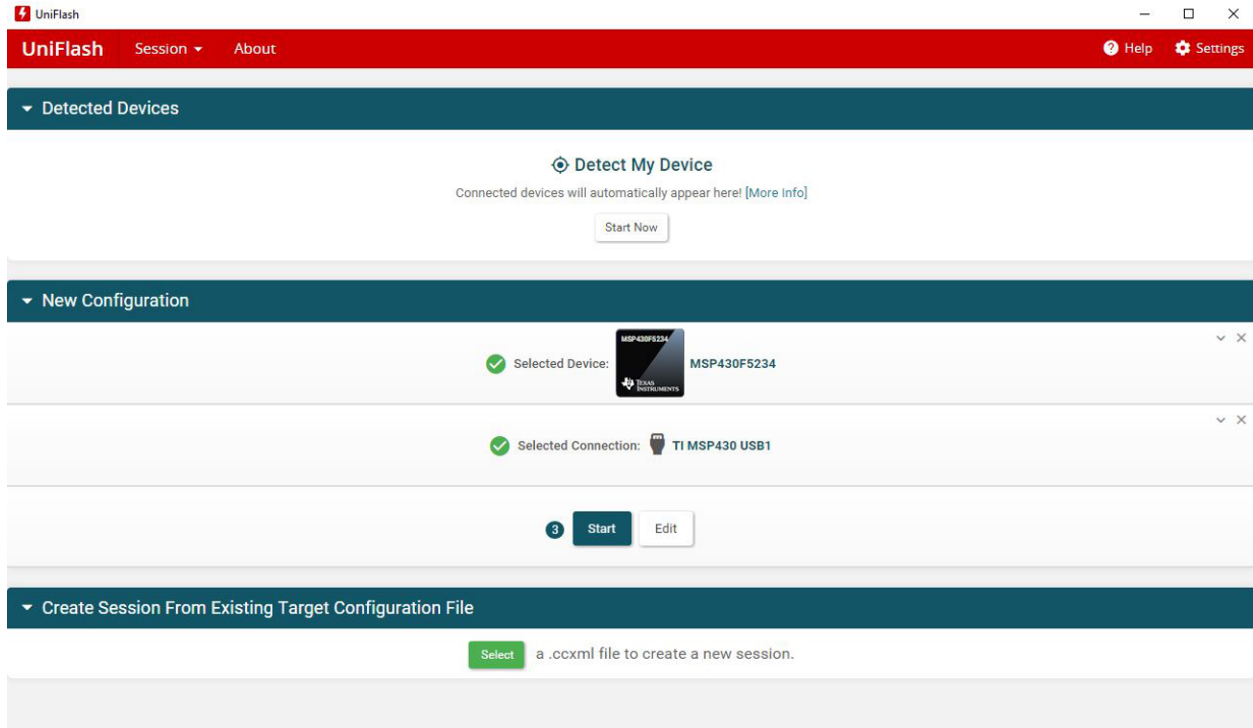 UniFlash
UniFlash Session About Help Settings
Detected Devices
Detect My Device
Connected devices will automatically appear here! [More Info]
Start Now
New Configuration
MSP430F5234
Selected Device: MSP430F5234
TEXAS
INSTRUMENTS
Selected Connection: TI MSP430 USB1
3 Start Edit
Create Session From Existing Target Configuration File
Select a .ccxml file to create a new session.